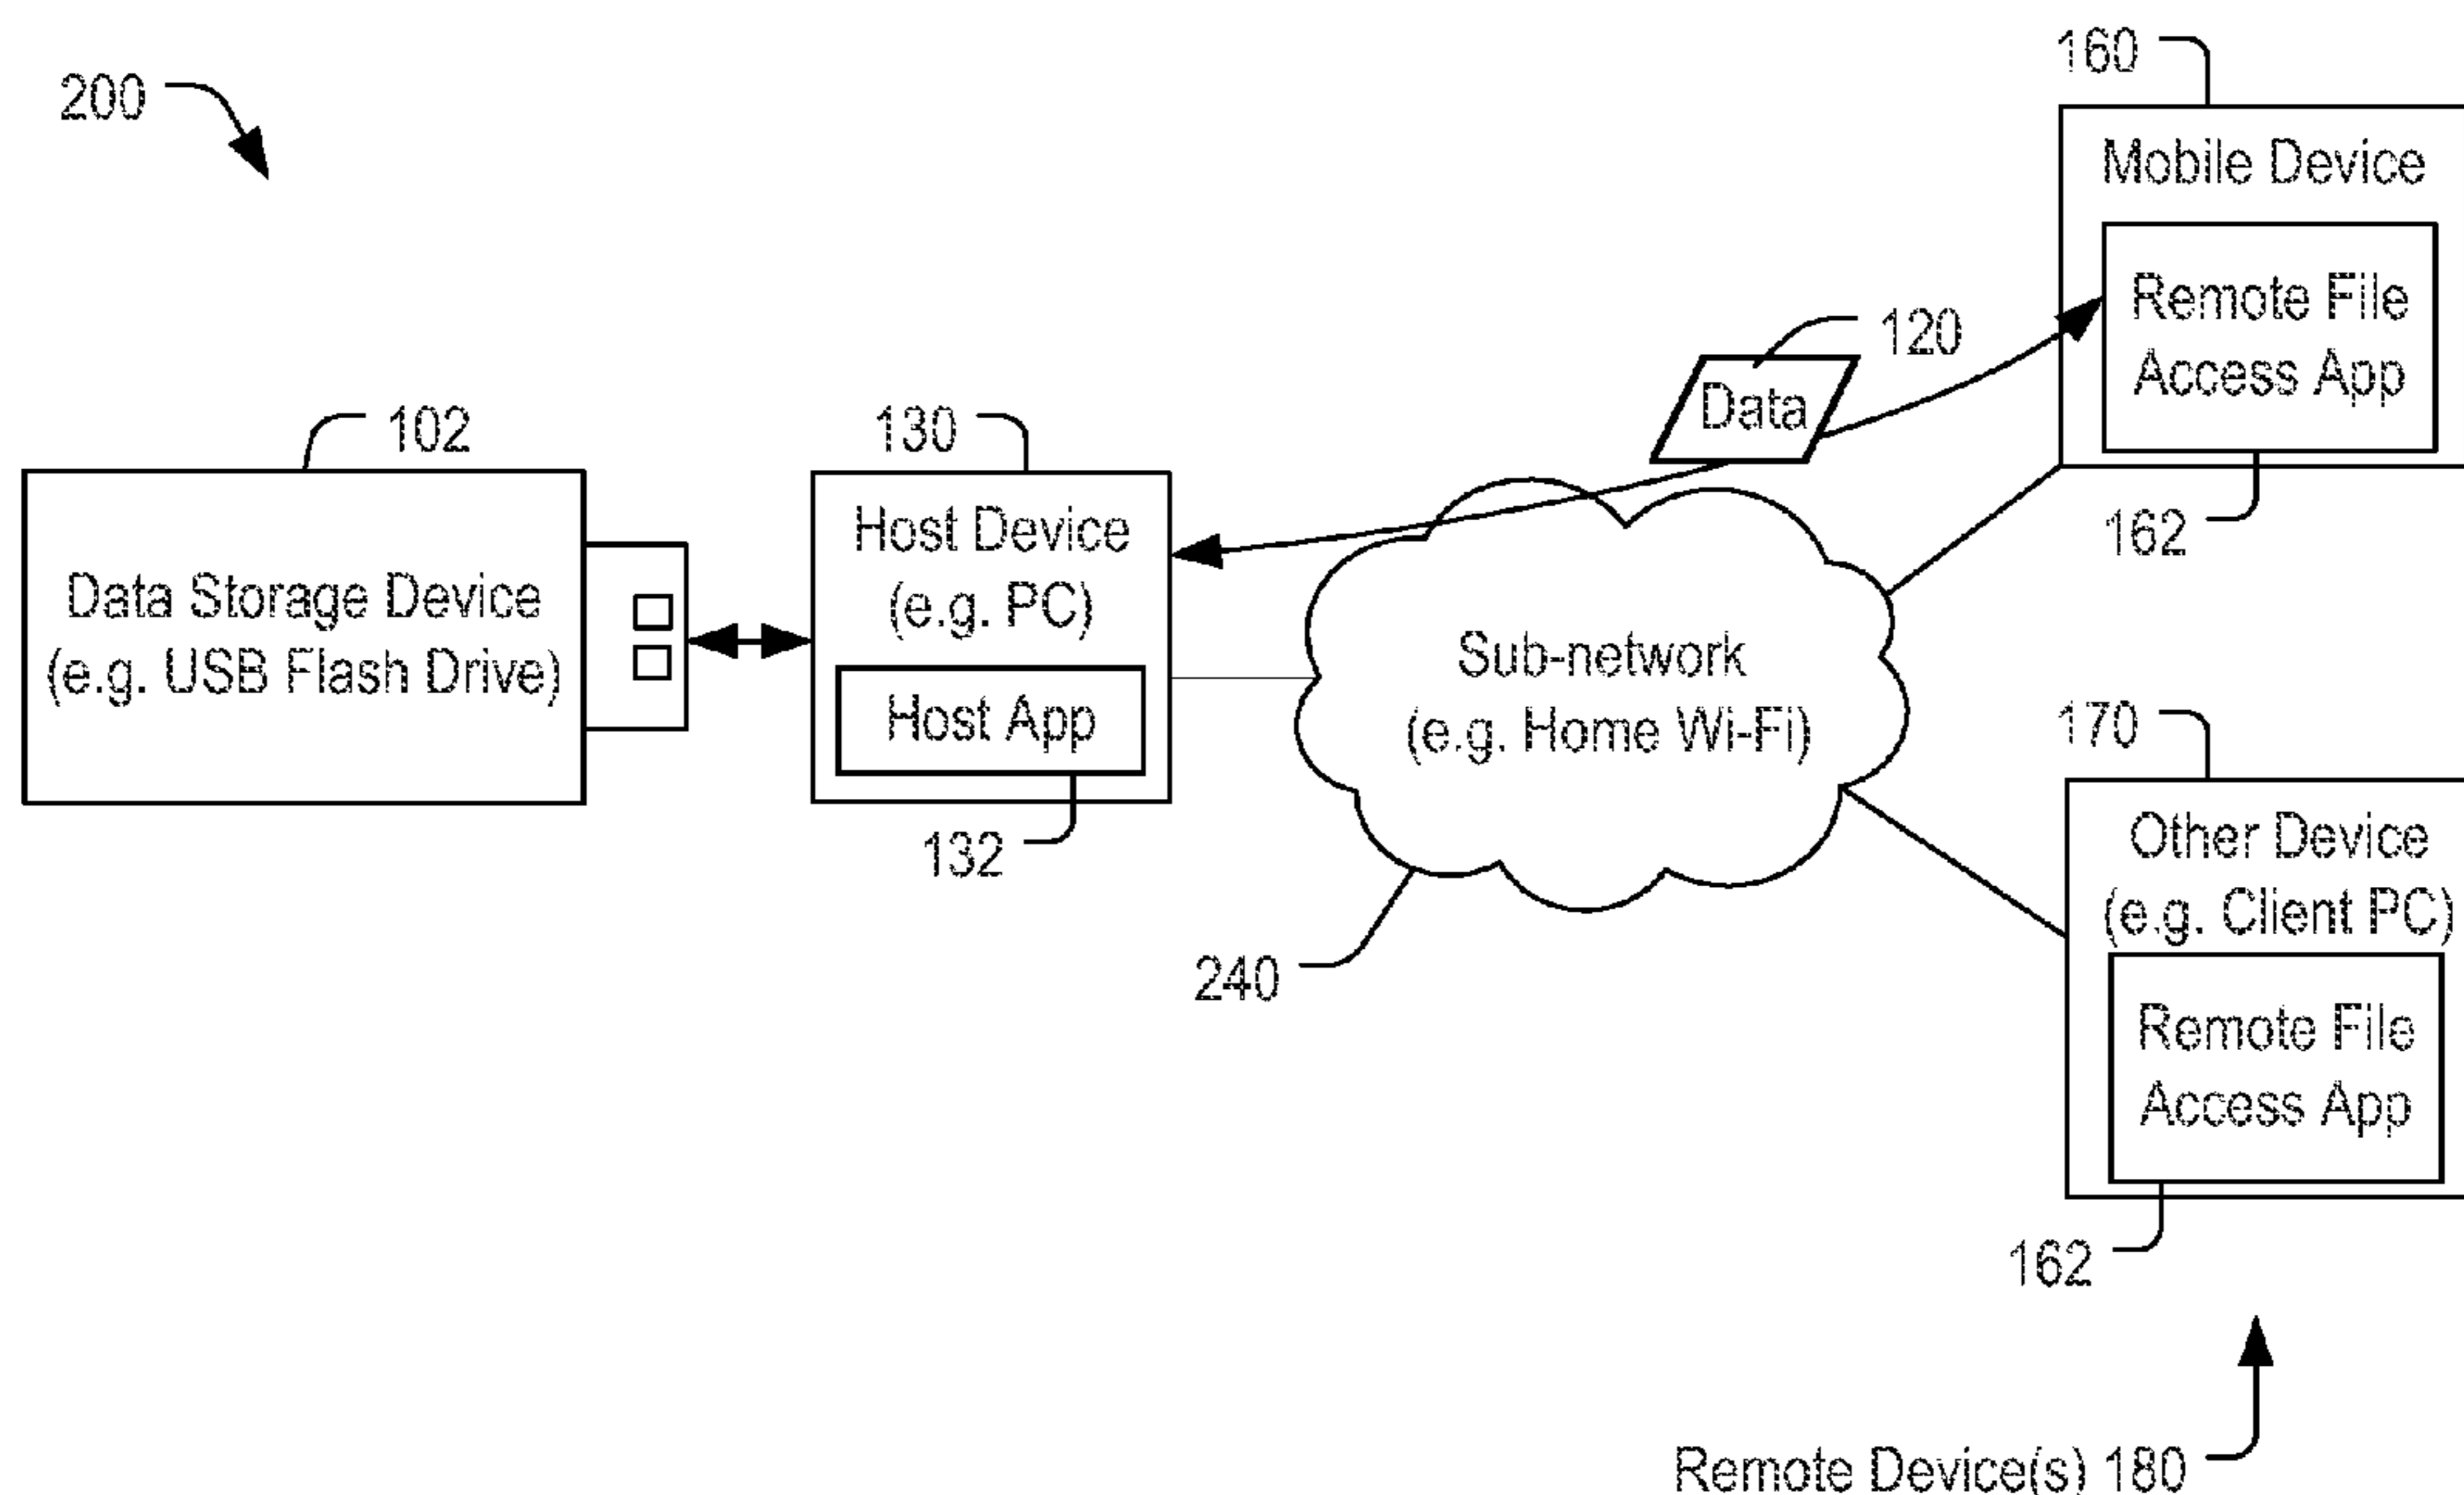 200
160
Mobile Device
Remote File
Access App
162
120
Data
102
Data Storage Device
(e.g. USB Flash Drive)
130
Host Device
(e.g. PC)
Host App
132
Sub-network
(e.g. Home Wi-Fi)
240
170
Other Device
(e.g. Client PC)
Remote File
Access App
162
Remote Device(s) 180